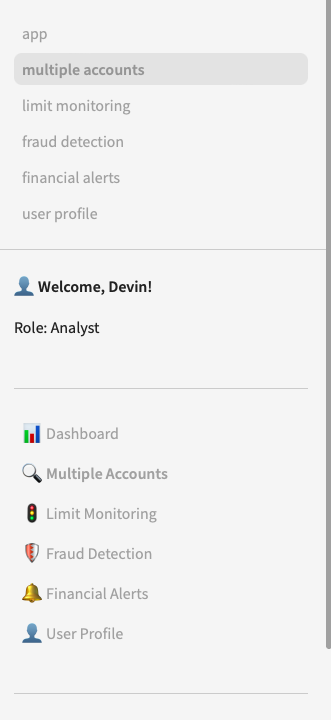 app
multiple accounts
limit monitoring
fraud detection
financial alerts
user profile
Welcome, Devin!
Role: Analyst
Dashboard
Multiple Accounts
Limit Monitoring
Fraud Detection
Financial Alerts
User Profile